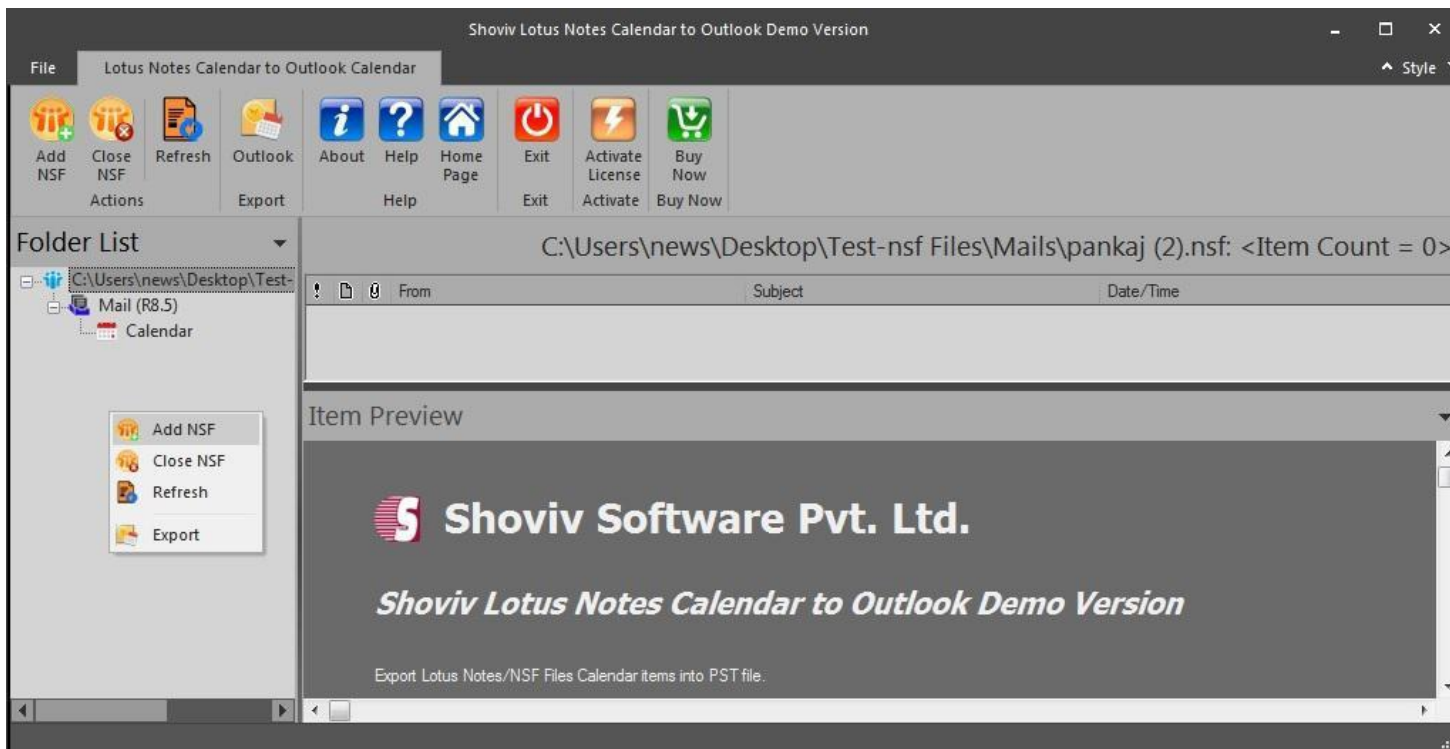 Shoviv Lotus Notes Calendar to Outlook Demo Version
File
Lotus Notes Calendar to Outlook Calendar
Style
Add NSF
Close NSF
Refresh
Outlook
About
Help
Home Page
Exit
Activate License
Buy Now
Actions
Export
Help
Exit
Activate
Buy Now
Folder List
C:\Users\news\Desktop\Test-
Mail (R8.5)
Calendar
Add NSF
Close NSF
Refresh
Export
C:\Users\news\Desktop\Test-nsf Files\Mails\pankaj (2).nsf: <Item Count = 0>
From
Subject
Date/Time
Item Preview
S Shoviv Software Pvt. Ltd.
Shoviv Lotus Notes Calendar to Outlook Demo Version
Export Lotus Notes/NSF Files Calendar items into PST file.